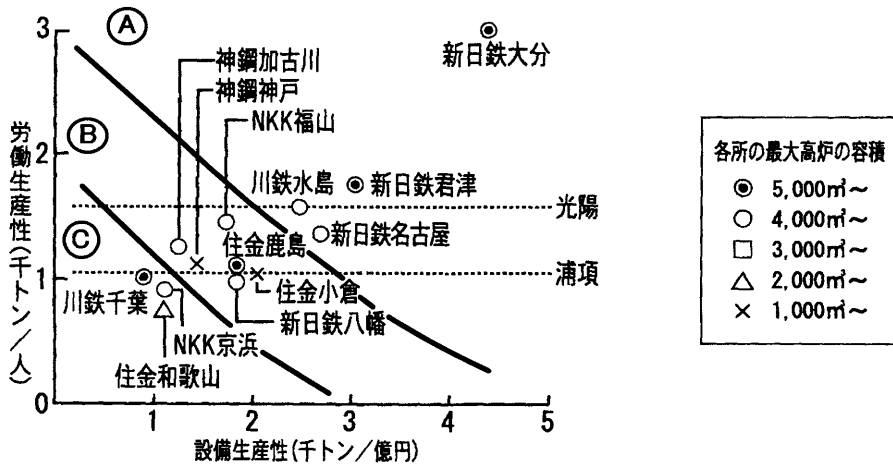 3
Ⓐ
新日鉄大分
神鋼加古川
神鋼神戸
NKK福山
2
Ⓑ
川鉄水島
新日鉄君津
光陽
Ⓒ
住金鹿島
新日鉄名古屋
1
浦項
川鉄千葉
住金小倉
新日鉄八幡
NKK京浜
住金和歌山
0
1
2
3
4
5
労働生産性(千トン/人)
設備生産性(千トン/億円)
各所の最大高炉の容積
◉ 5,000㎥~
○ 4,000㎥~
□ 3,000㎥~
△ 2,000㎥~
× 1,000㎥~